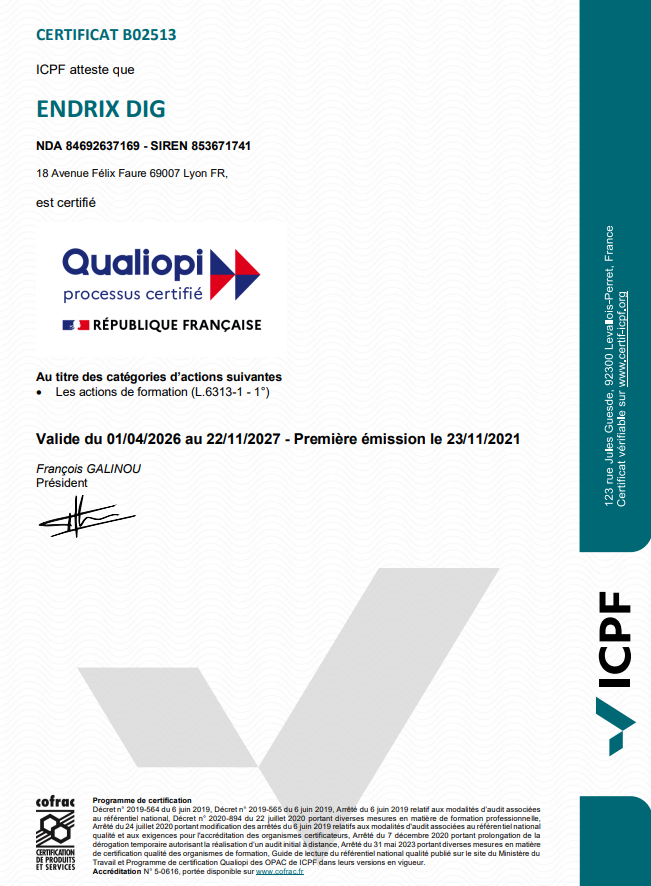 CERTIFICAT B02513
ICPF atteste que
ENDRIX DIG
NDA 84692637169 - SIREN 853671741
18 Avenue Félix Faure 69007 Lyon FR,
est certifié
Qualiopi
processus certifié
RÉPUBLIQUE FRANÇAISE
Au titre des catégories d'actions suivantes
• Les actions de formation (L.6313-1 - 1°)
Valide du 01/04/2026 au 22/11/2027 - Première émission le 23/11/2021
François GALINOU
Président
123 rue Jules Guesde, 92300 Levallois-Perret, France
Certificat vérifiable sur www.certif-icpf.org
ICPF
cofrac
CERTIFICATION
DE PRODUITS
ET SERVICES
Programme de certification
Décret n° 2019-564 du 6 juin 2019, Décret n° 2019-565 du 6 juin 2019, Arrêté du 6 juin 2019 relatif aux modalités d'audit associées
au référentiel national, Décret n° 2020-894 du 22 juillet 2020 portant diverses mesures en matière de formation professionnelle,
Arrêté du 24 juillet 2020 portant modification des arrêtés du 6 juin 2019 relatifs aux modalités d'audit associées au référentiel national
qualité et aux exigences pour l'accréditation des organismes certificateurs, Arrêté du 7 décembre 2020 portant prolongation de la
dérogation temporaire autorisant la réalisation d'un audit initial à distance, Arrêté du 31 mai 2023 portant diverses mesures en matière
de certification qualité des organismes de formation, Guide de lecture du référentiel national qualité publié sur le site du Ministère du
Travail et Programme de certification Qualiopi des OPAC de ICPF dans leurs versions en vigueur.
Accréditation N° 5-0616, portée disponible sur www.cofrac.fr